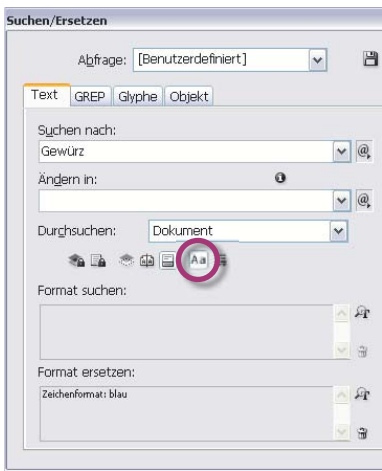 Suchen/Ersetzen
Abfrage: [Benutzerdefiniert]
Text GREP Glyphe Objekt
Suchen nach:
Gewürz
Ändern in:
Durchsuchen: Dokument
Aa
Format suchen:
Format ersetzen:
Zeichenformat: blau